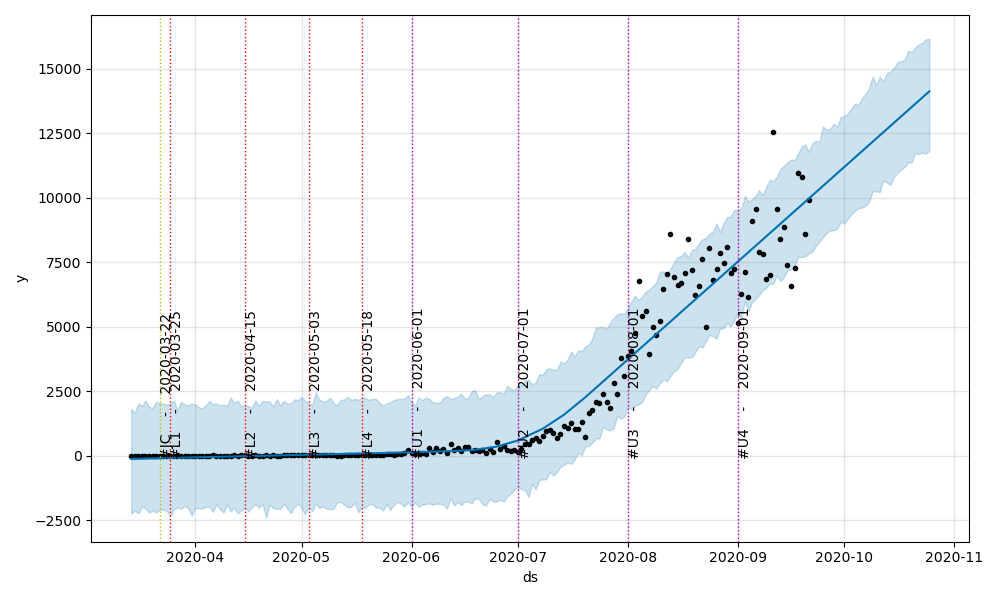 y
15000
12500
10000
7500
5000
2500
0
−2500
#JC - 2020-03-22
#L1 - 2020-03-25
#L2 - 2020-04-15
#L3 - 2020-05-03
#L4 - 2020-05-18
#U1 - 2020-06-01
#U2 - 2020-07-01
#U3 - 2020-08-01
#U4 - 2020-09-01
2020-04 2020-05 2020-06 2020-07 2020-08 2020-09 2020-10 2020-11
ds